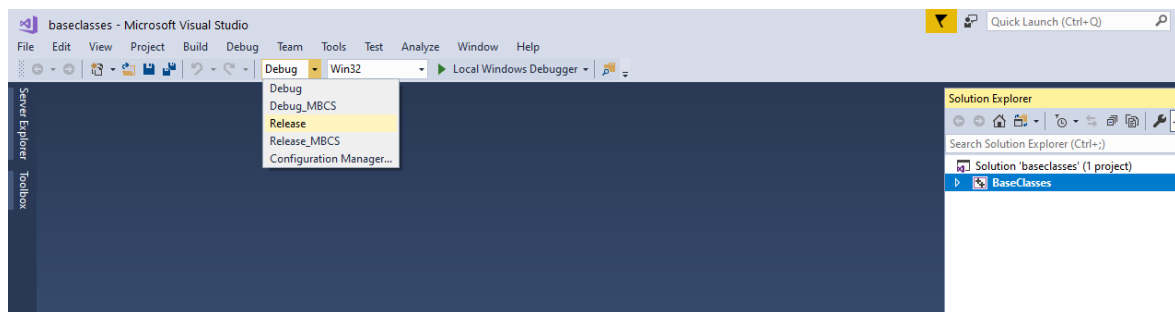 baseclasses - Microsoft Visual Studio
Quick Launch (Ctrl+Q)
File Edit View Project Build Debug Team Tools Test Analyze Window Help
Debug Win32 Local Windows Debugger
Debug
Debug_MBCS
Release
Release_MBCS
Configuration Manager...
Server Explorer
Toolbox
Solution Explorer
Search Solution Explorer (Ctrl+;)
Solution 'baseclasses' (1 project)
BaseClasses